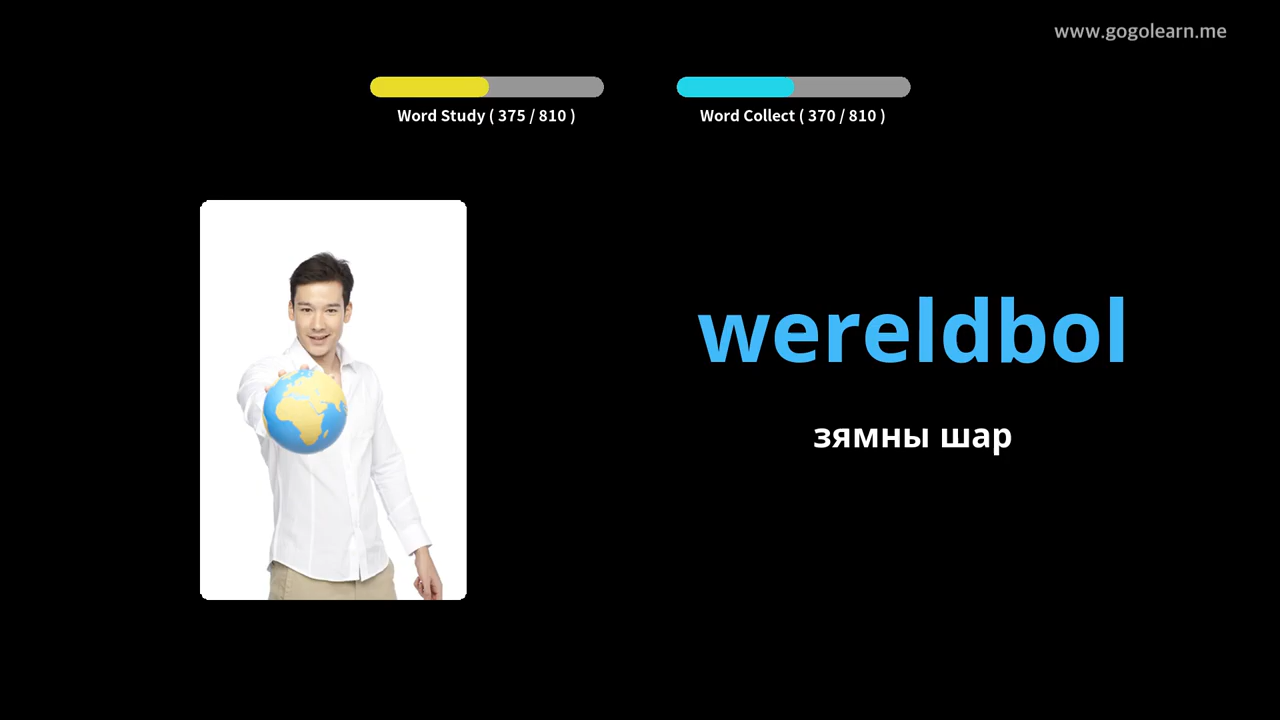 www.gogolearn.me
Word Study ( 375 / 810 )
Word Collect ( 370 / 810 )
wereldbol
зямны шар